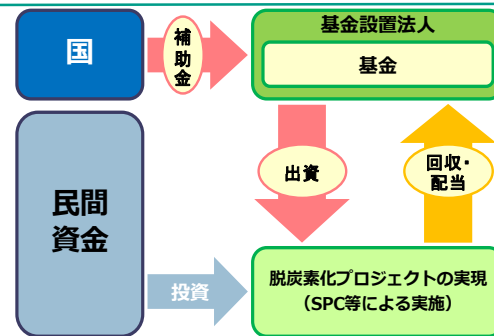 国
補
助
金
基金設置法人
基金
民間
資金
出資
回収・
配当
投資
脱炭素化プロジェクトの実現
（SPC等による実施）